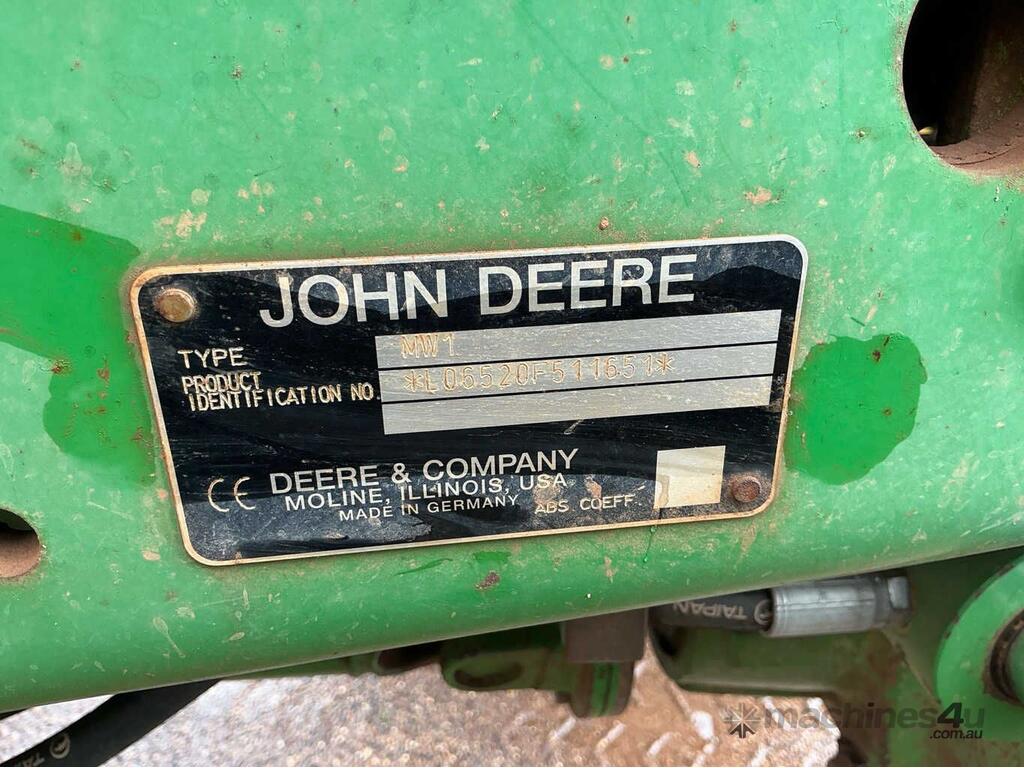 JOHN DEERE
TYPE MW1
PRODUCT
IDENTIFICATION NO. *L06520F511651*
CE DEERE & COMPANY
MOLINE, ILLINOIS, USA
MADE IN GERMANY ABS COEFF.
TAIPAN
machines4u
.com.au